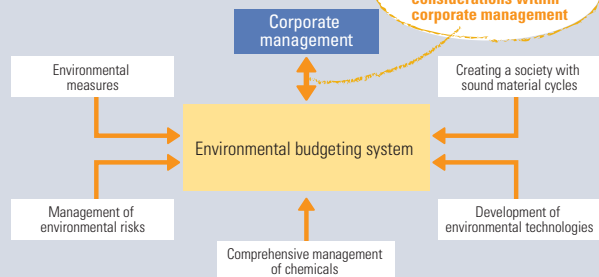 considerations within
corporate management
Corporate
management
Environmental
measures
Creating a society with
sound material cycles
Environmental budgeting system
Management of
environmental risks
Development of
environmental technologies
Comprehensive management
of chemicals